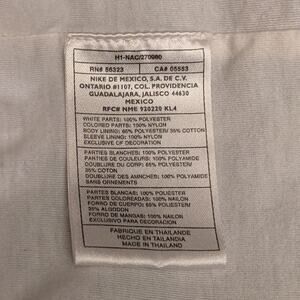 H1-NAC/270980
RN# 56323 CA# 05553
NIKE DE MEXICO, S.A. DE C.V.
ONTARIO #1107, COL. PROVIDENCIA
GUADALAJARA, JALISCO 44630
MEXICO
RFC# NME 920220 KL4
WHITE PARTS: 100% POLYESTER
COLORED PARTS: 100% NYLON
BODY LINING: 65% POLYESTER/ 35% COTTON
SLEEVE LINING: 100% NYLON
EXCLUSIVE OF DECORATION
PARTIES BLANCHES: 100% POLYESTER
PARTIES DE COULEUR: 100% POLYAMIDE
DOUBLURE DU CORP: 65% POLYESTER/
35% COTON
DOUBLURE DES AMNCHES: 100% POLYAMIDE
SANS ORNEMENTS
PARTES BLANCAS: 100% POLIESTER
PARTES COLOREADAS: 100% NAILON
FORRO DE CUERPO: 65% POLIESTER/
35% ALGODON
FORRO DE MANGAS: 100% NAILON
EXCLUSIVO PARA DECORACION
FABRIQUE EN THAILANDE
HECHO EN TAILANDIA
MADE IN THAILAND